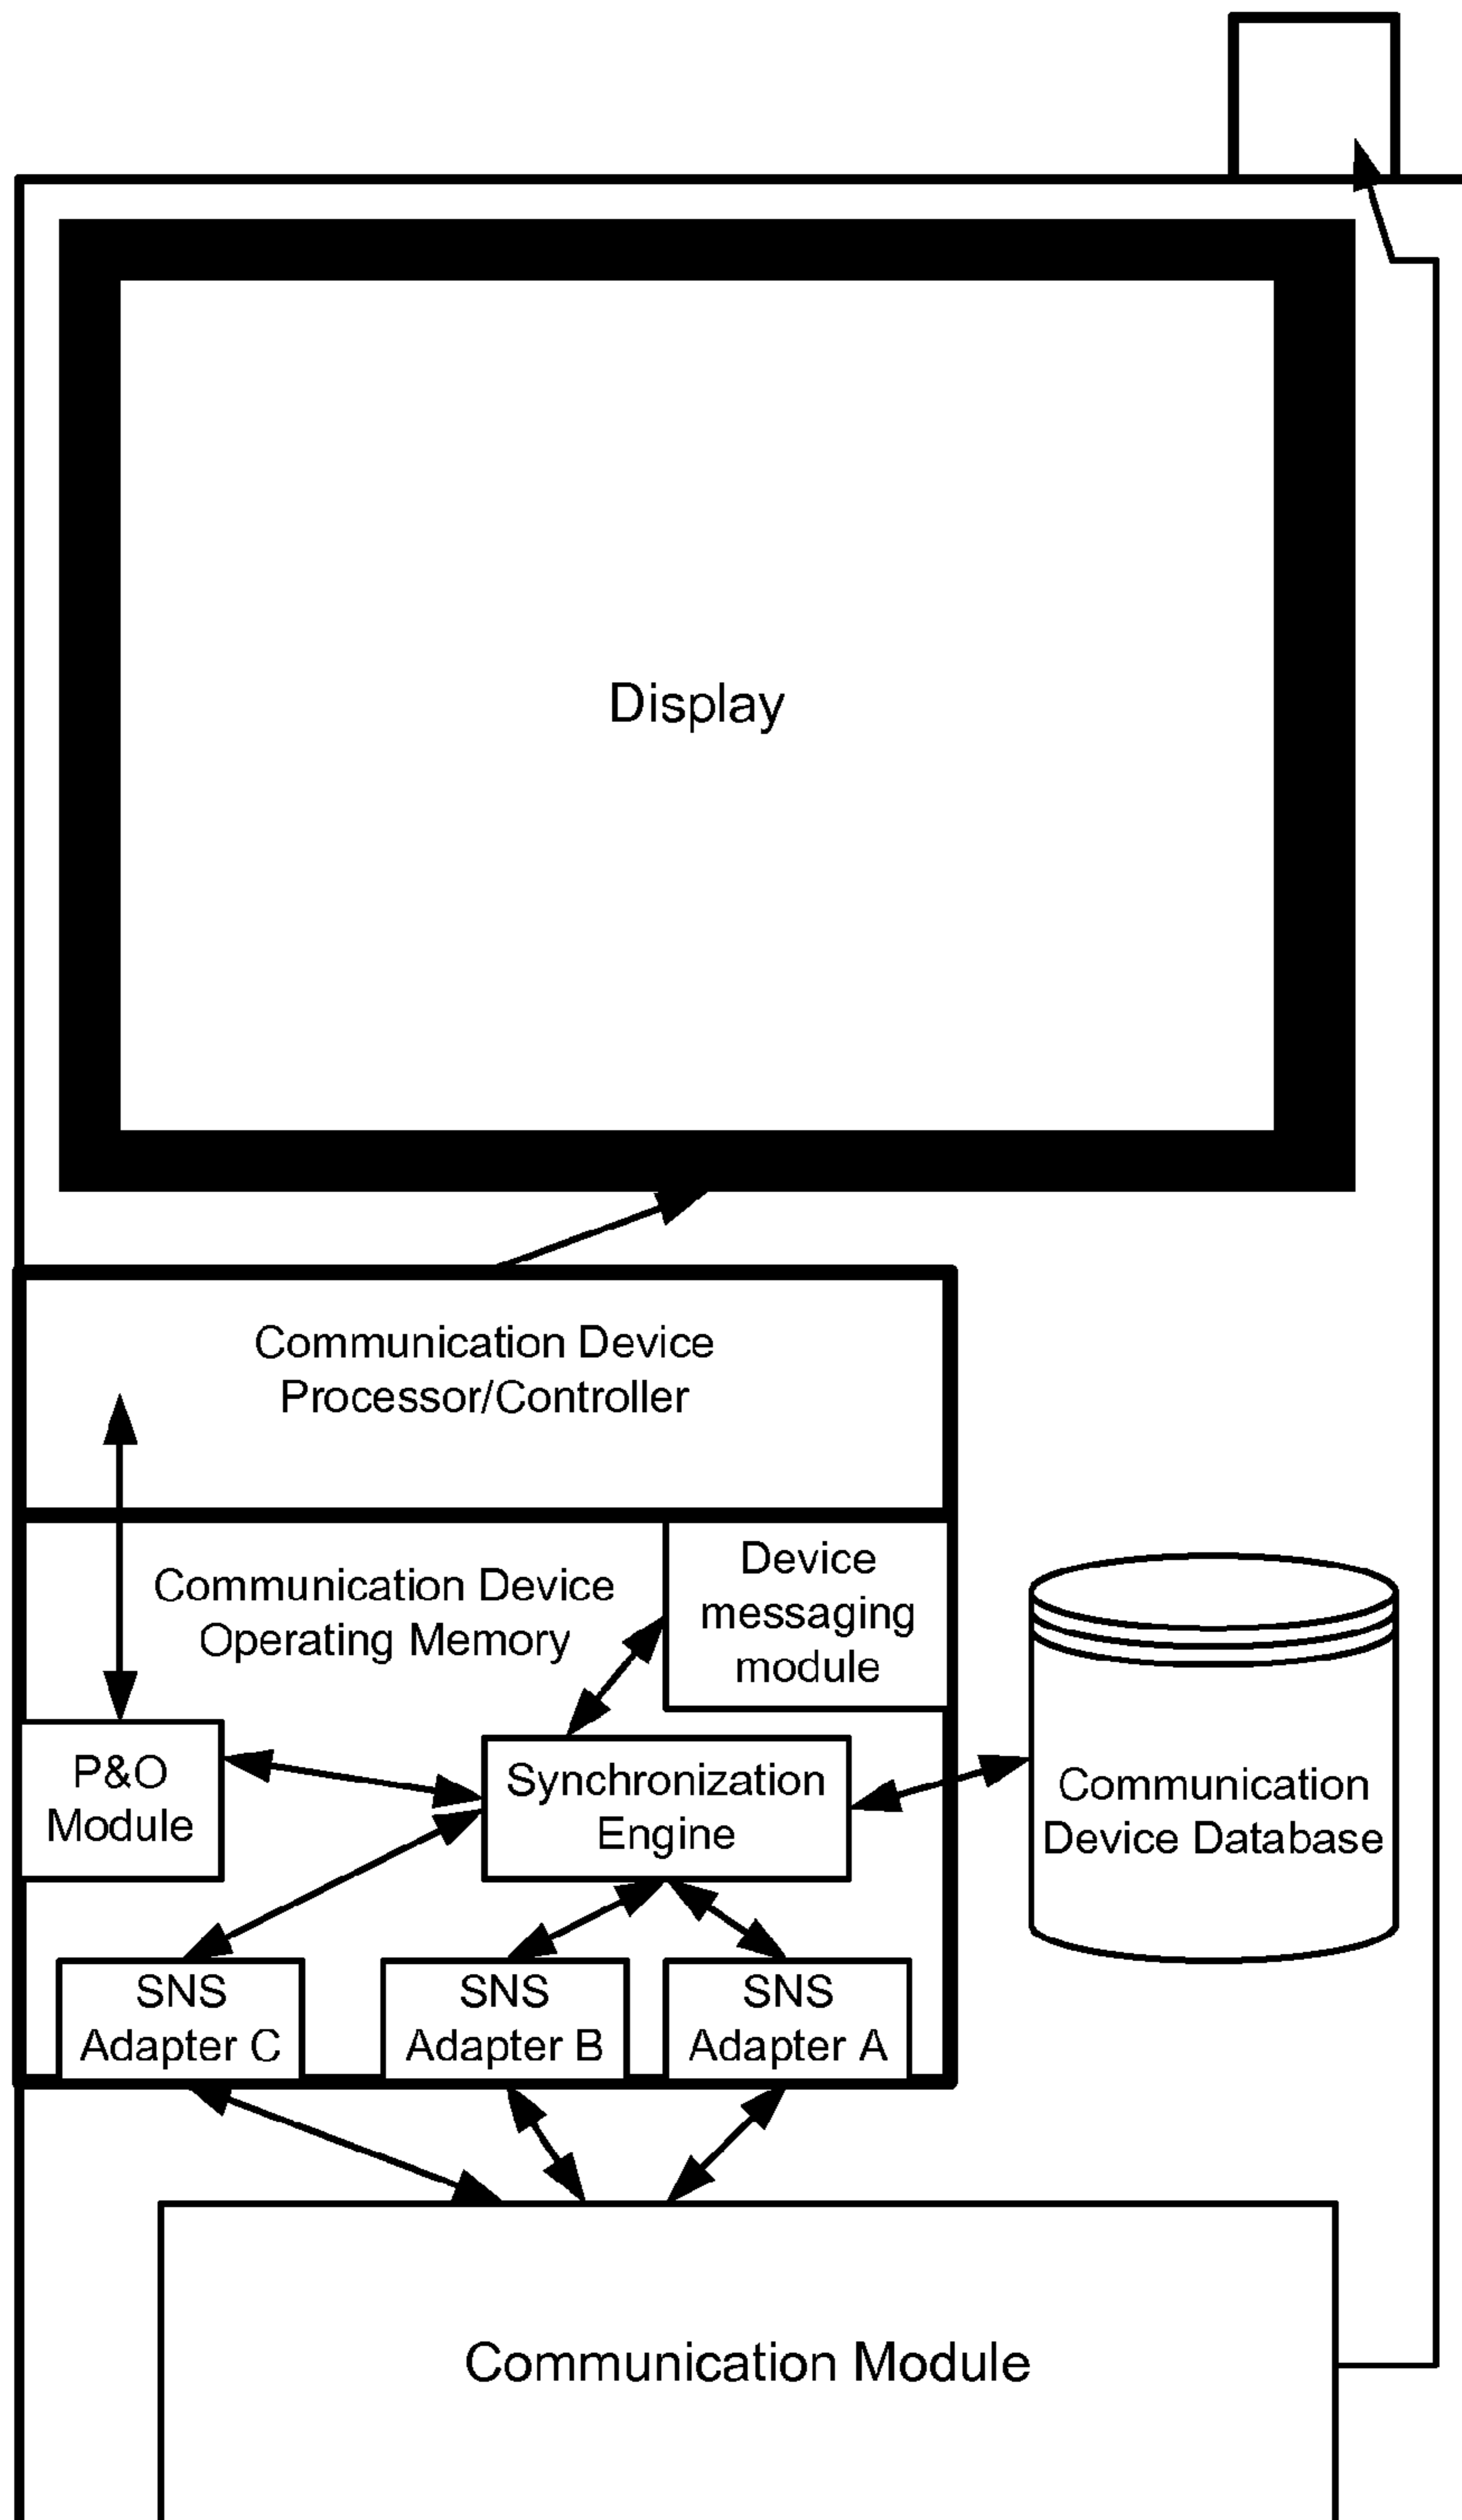 Display
Communication Device
Processor/Controller
Communication Device
Operating Memory
Device
messaging
module
P&O
Module
Synchronization
Engine
Communication
Device Database
SNS
Adapter C
SNS
Adapter B
SNS
Adapter A
Communication Module